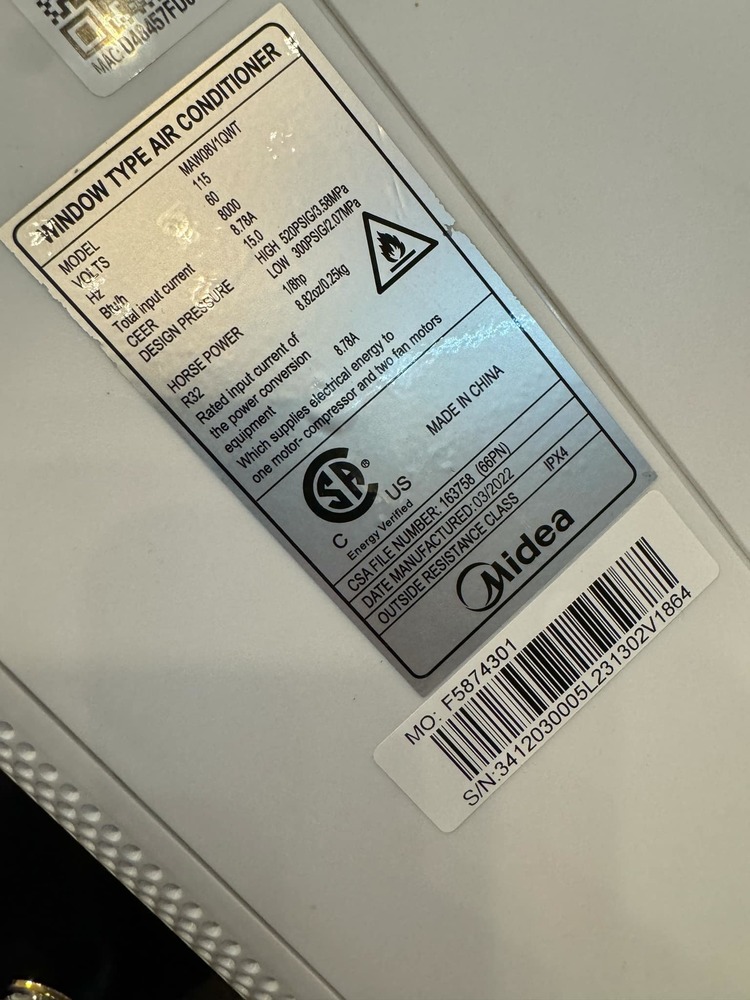 MAC:D48457FD
WINDOW TYPE AIR CONDITIONER
MODEL MAW08V1QWT
VOLTS 115
Hz 60
Btu/h 8000
Total input current 8.78A
CEER 15.0
DESIGN PRESSURE HIGH 520PSIG/3.58MPa
LOW 300PSIG/2.07MPa
HORSE POWER 1/8hp
R32 8.82oz/0.25kg
Rated input current of
the power conversion 8.78A
equipment
Which supplies electrical energy to
one motor- compressor and two fan motors
MADE IN CHINA
SA®
C US
Energy Verified
CSA FILE NUMBER: 163758 (66PN)
DATE MANUFACTURED:03/2022
OUTSIDE RESISTANCE CLASS IPX4
Midea
MO: F5874301
S/N:3412030005L231302V1864